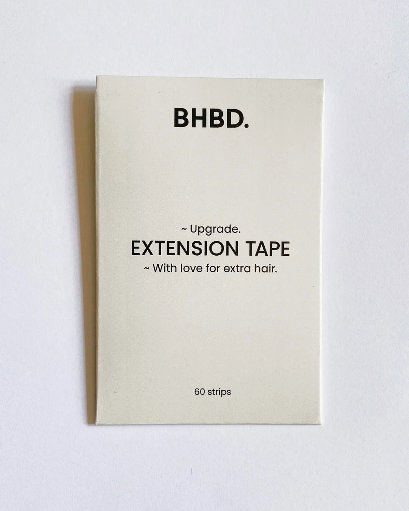 BHBD.
~ Upgrade.
EXTENSION TAPE
~ With love for extra hair.
60 strips